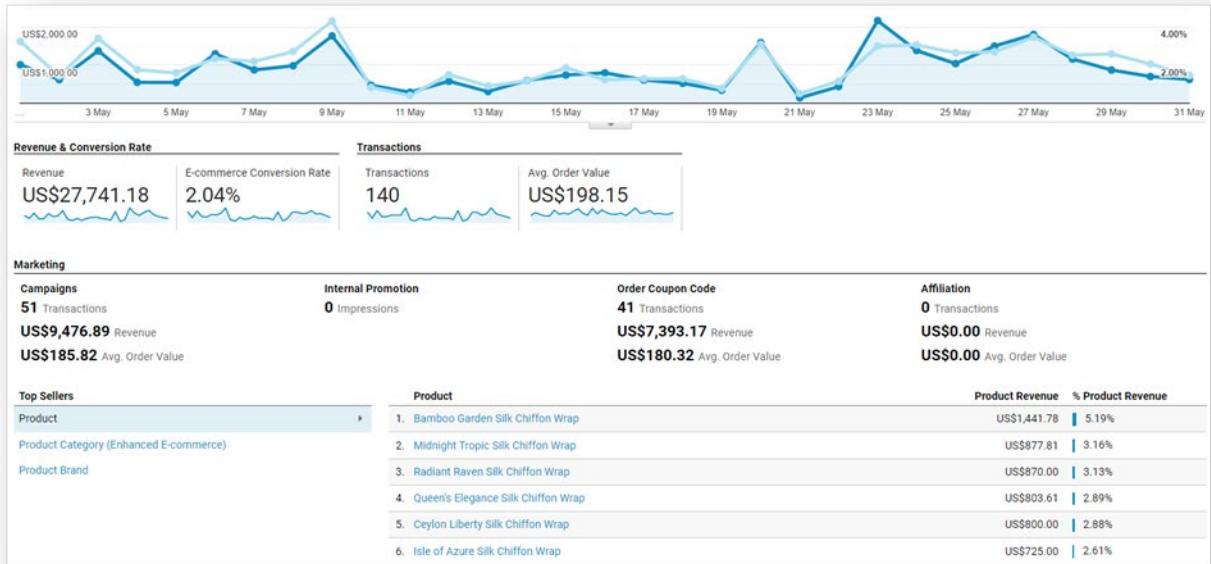 US$2,000.00
4.00%
US$1,000.00
2.00%
... 3 May 5 May 7 May 9 May 11 May 13 May 15 May 17 May 19 May 21 May 23 May 25 May 27 May 29 May 31 May
Revenue & Conversion Rate
Transactions
Revenue
E-commerce Conversion Rate
Transactions
Avg. Order Value
US$27,741.18
2.04%
140
US$198.15
Marketing
Campaigns
51 Transactions
US$9,476.89 Revenue
US$185.82 Avg. Order Value
Internal Promotion
0 Impressions
Order Coupon Code
41 Transactions
US$7,393.17 Revenue
US$180.32 Avg. Order Value
Affiliation
0 Transactions
US$0.00 Revenue
US$0.00 Avg. Order Value
Top Sellers
Product
Product Category (Enhanced E-commerce)
Product Brand
Product Product Revenue % Product Revenue
1. Bamboo Garden Silk Chiffon Wrap US$1,441.78 5.19%
2. Midnight Tropic Silk Chiffon Wrap US$877.81 3.16%
3. Radiant Raven Silk Chiffon Wrap US$870.00 3.13%
4. Queen's Elegance Silk Chiffon Wrap US$803.61 2.89%
5. Ceylon Liberty Silk Chiffon Wrap US$800.00 2.88%
6. Isle of Azure Silk Chiffon Wrap US$725.00 2.61%